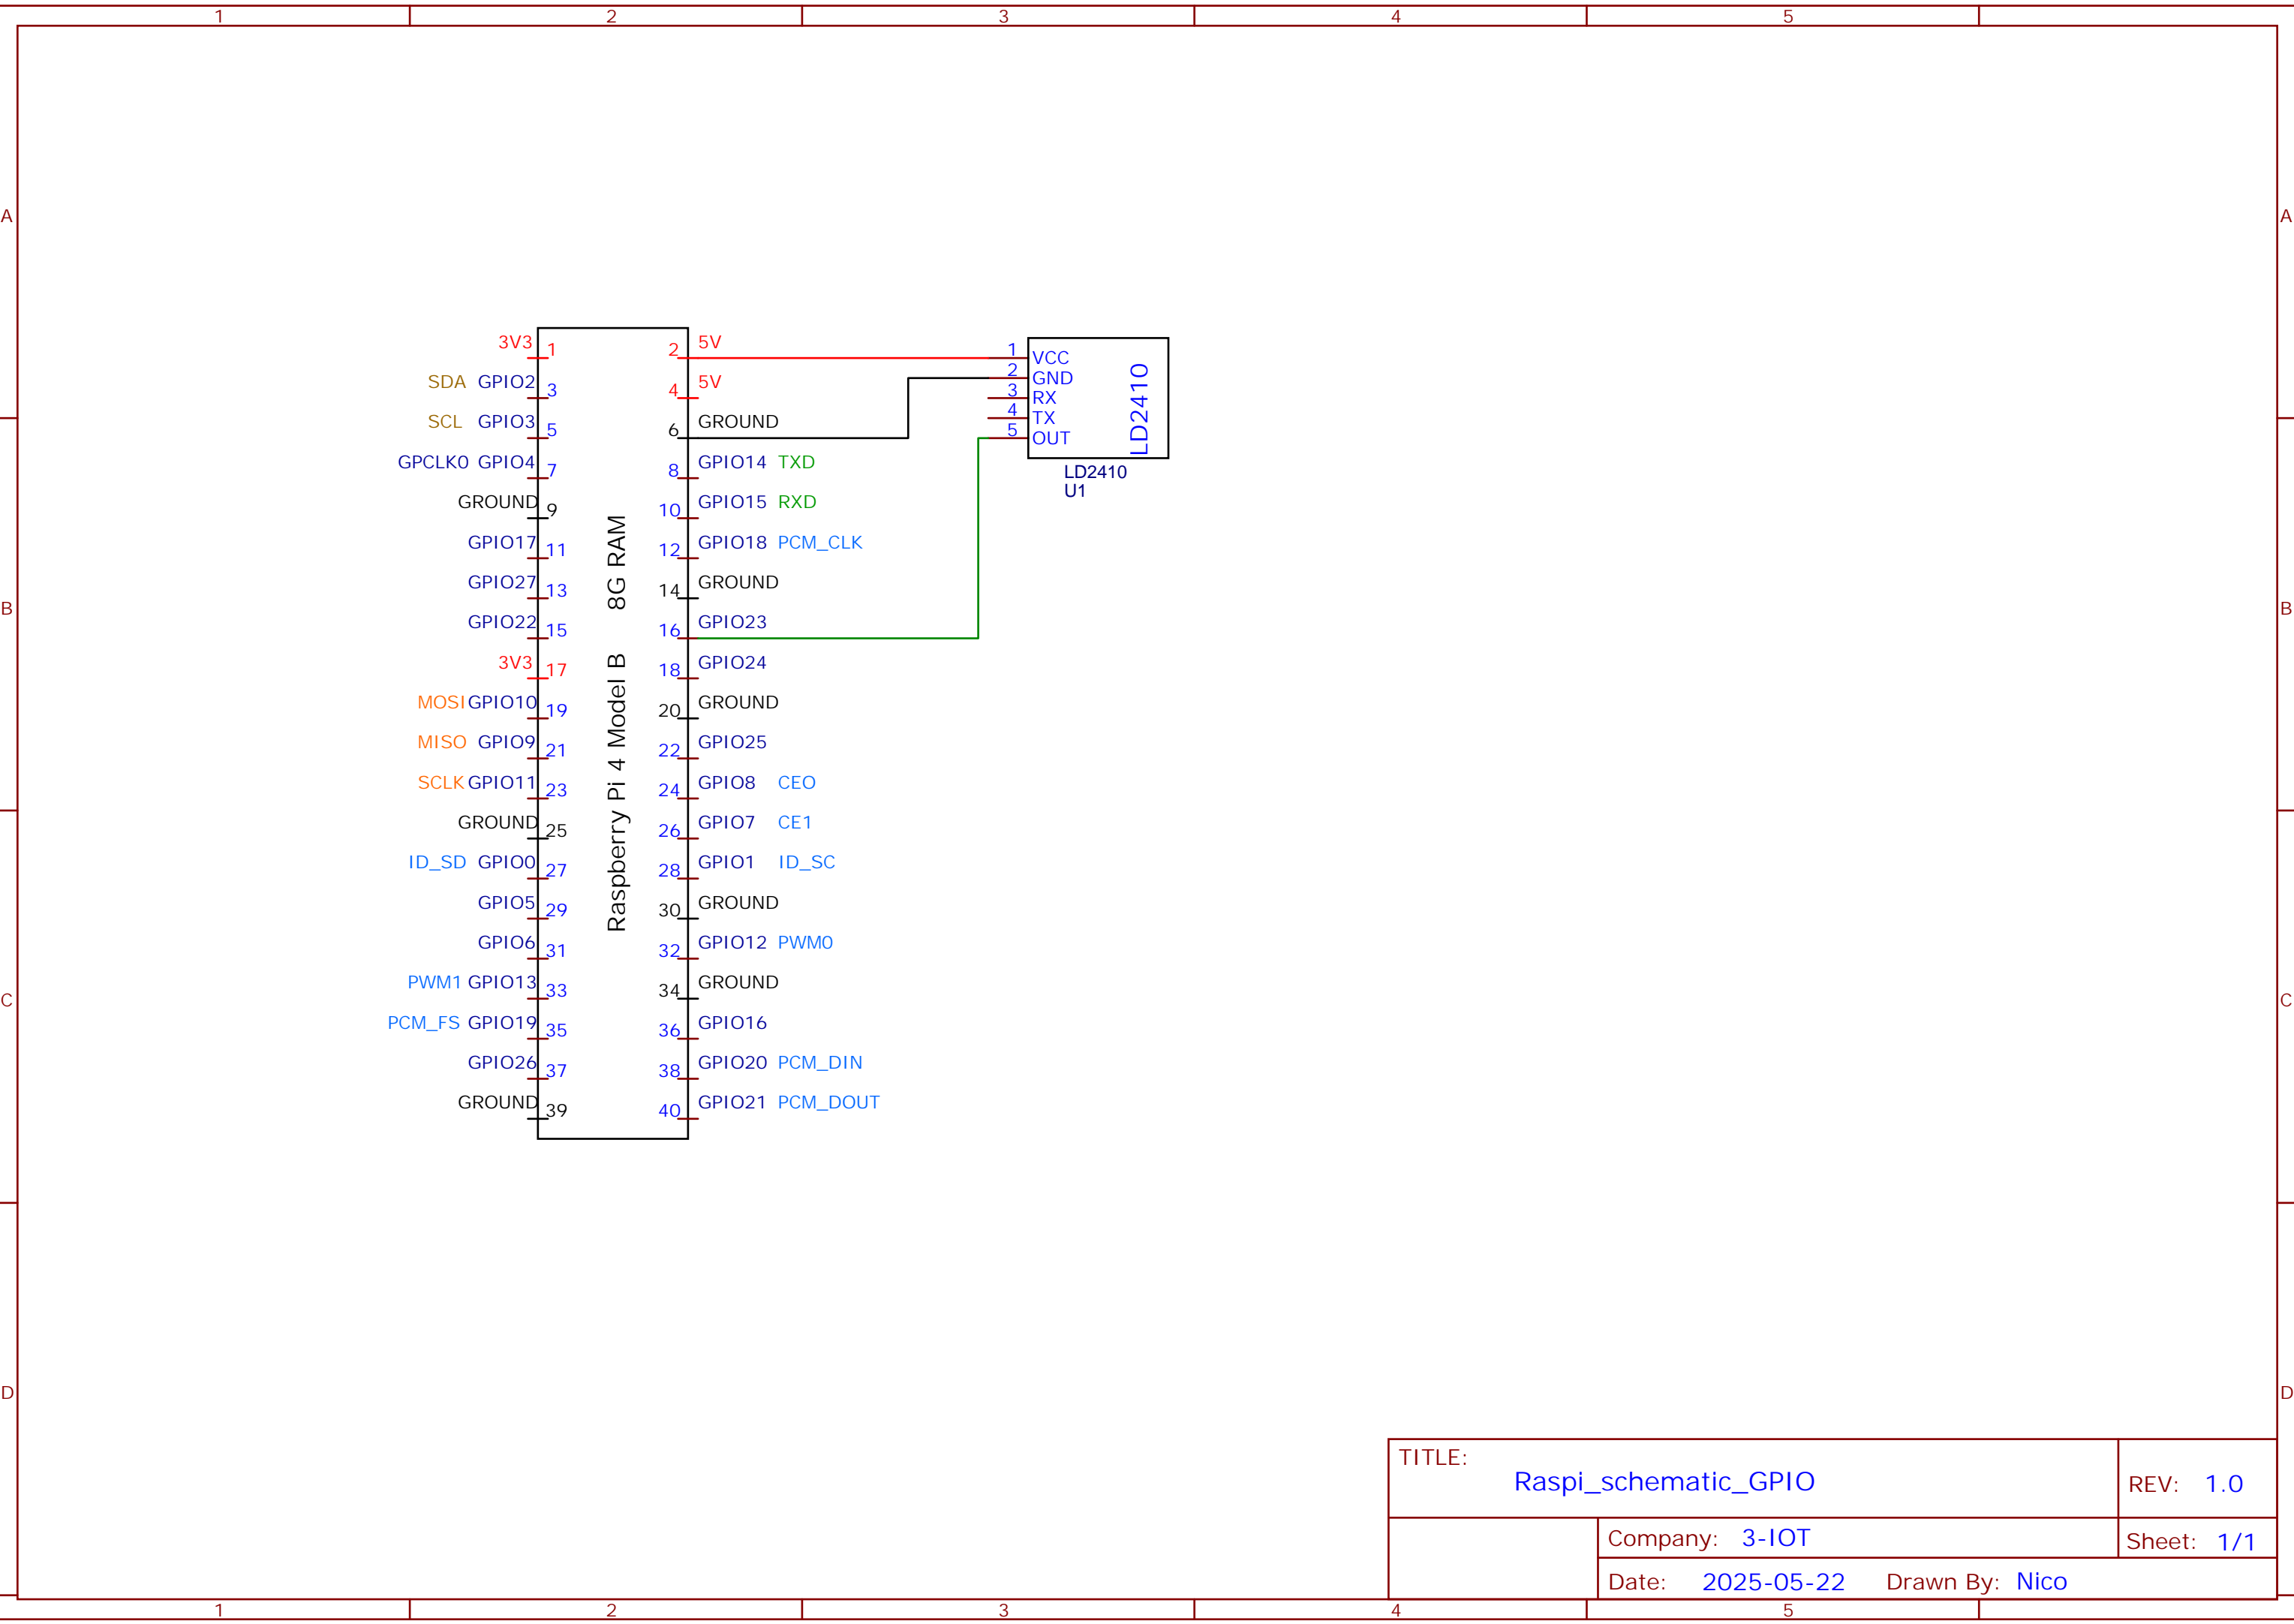 1 2 3 4 5
A A
3V3 1 2 5V
SDA GPIO2 3 4 5V
SCL GPIO3 5 6 GROUND
GPCLK0 GPIO4 7 8 GPIO14 TXD
GROUND 9 10 GPIO15 RXD
GPIO17 11 12 GPIO18 PCM_CLK
GPIO27 13 14 GROUND
GPIO22 15 16 GPIO23
3V3 17 18 GPIO24
MOSI GPIO10 19 20 GROUND
MISO GPIO9 21 22 GPIO25
SCLK GPIO11 23 24 GPIO8 CEO
GROUND 25 26 GPIO7 CE1
ID_SD GPIO0 27 28 GPIO1 ID_SC
GPIO5 29 30 GROUND
GPIO6 31 32 GPIO12 PWM0
PWM1 GPIO13 33 34 GROUND
PCM_FS GPIO19 35 36 GPIO16
GPIO26 37 38 GPIO20 PCM_DIN
GROUND 39 40 GPIO21 PCM_DOUT
Raspberry Pi 4 Model B 8G RAM
1 VCC
2 GND
3 RX
4 TX
5 OUT
LD2410
LD2410
U1
B B
C C
D D
TITLE:
Raspi_schematic_GPIO
REV: 1.0
Company: 3-IOT
Sheet: 1/1
Date: 2025-05-22 Drawn By: Nico
1 2 3 4 5